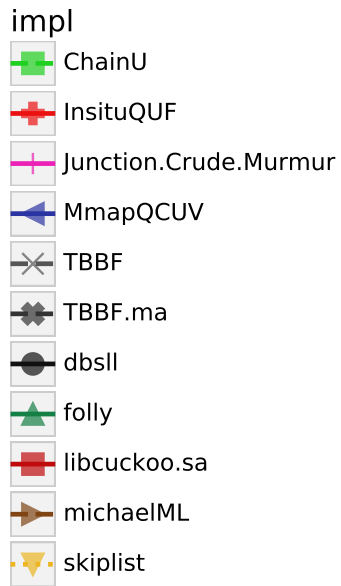 impl
ChainU
InsituQUF
Junction.Crude.Murmur
MmapQCUV
TBBF
TBBF.ma
dbsll
folly
libcuckoo.sa
michaelML
skiplist